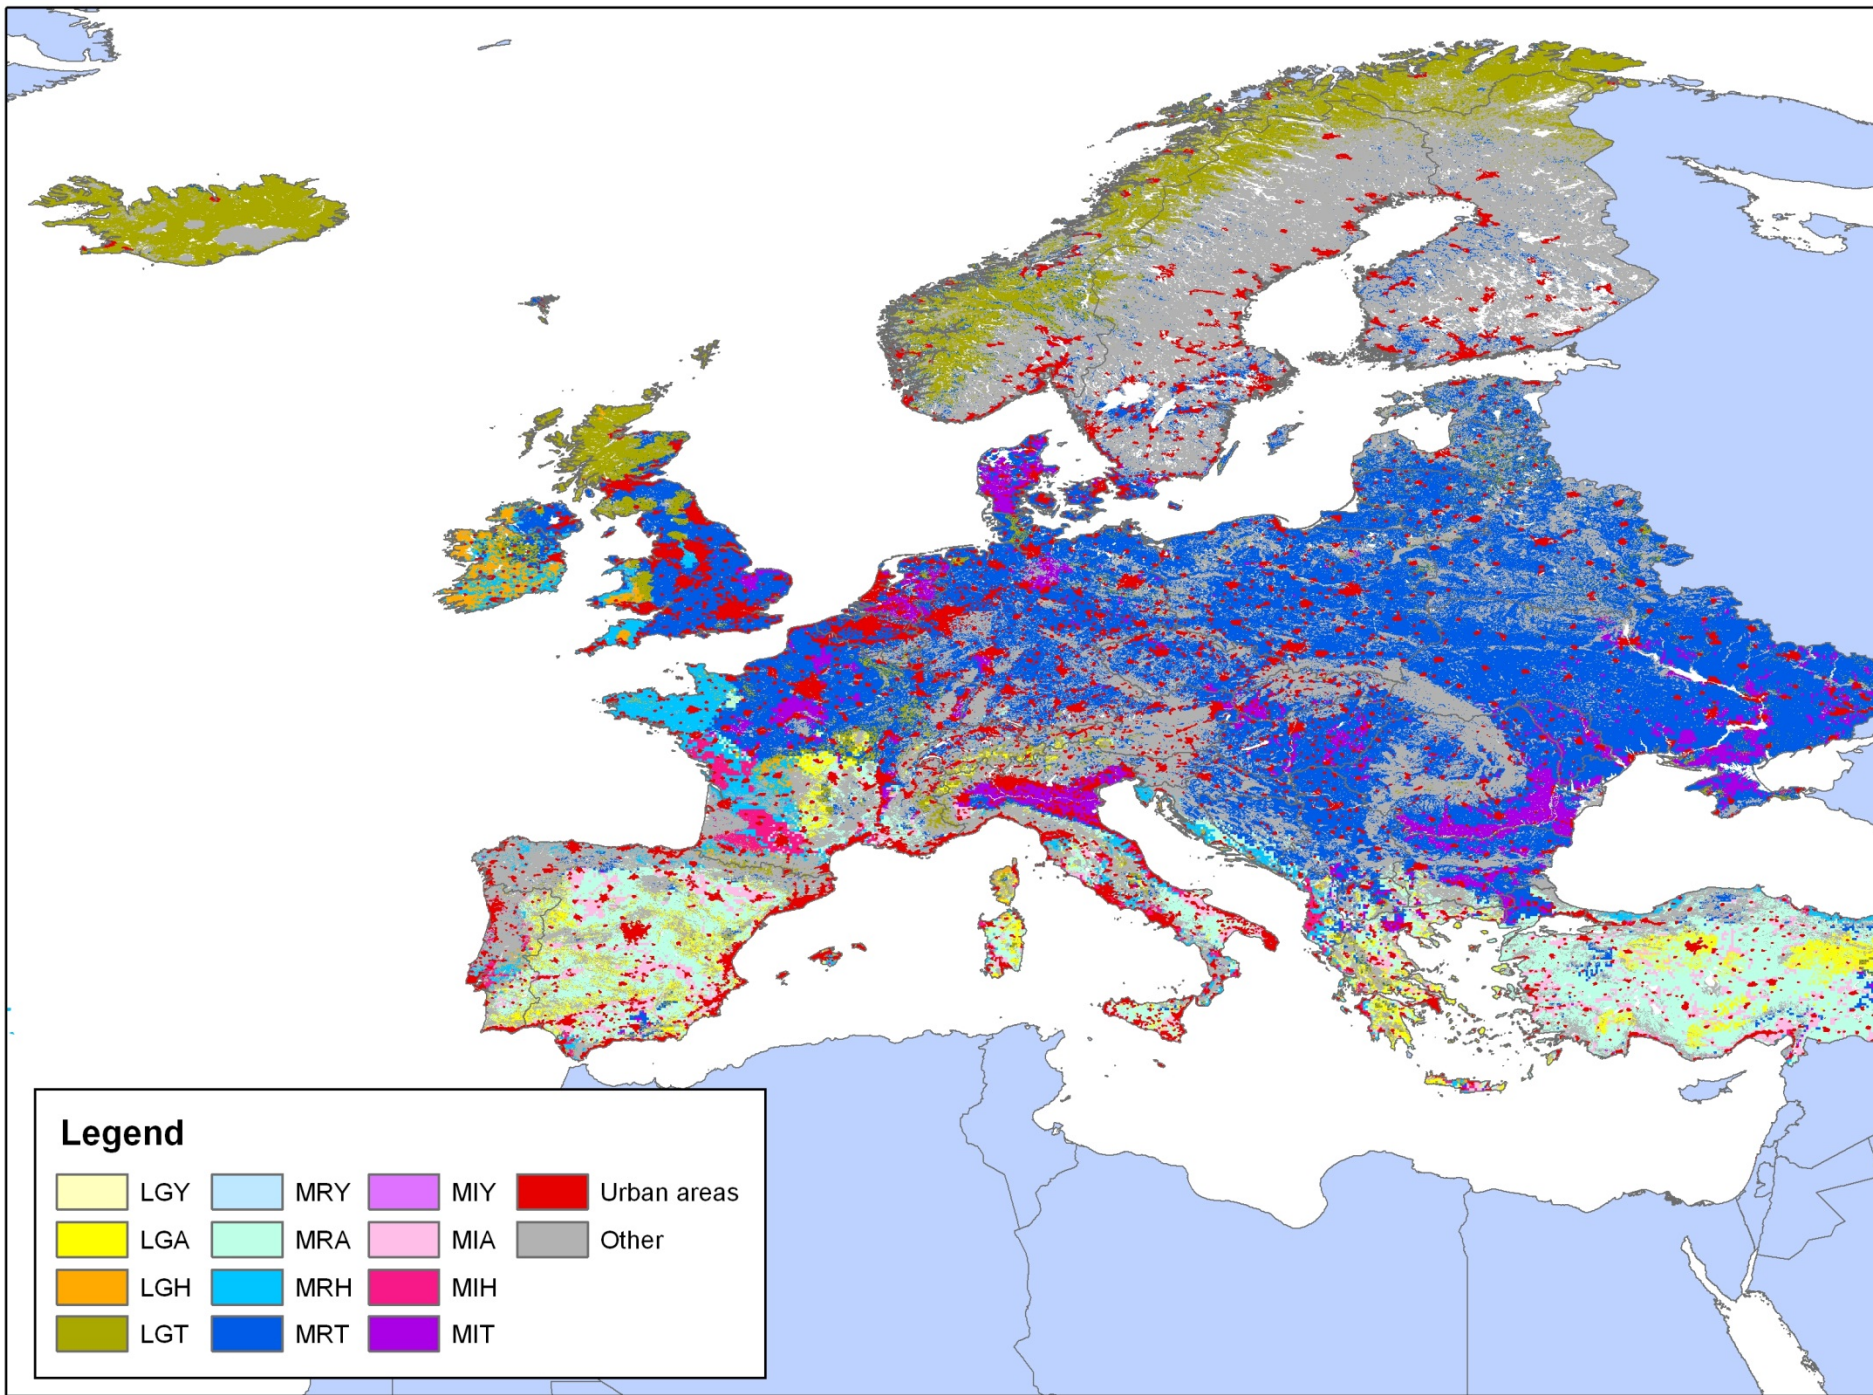 Legend
LGY MRY MIY Urban areas
LGA MRA MIA Other
LGH MRH MIH
LGT MRT MIT